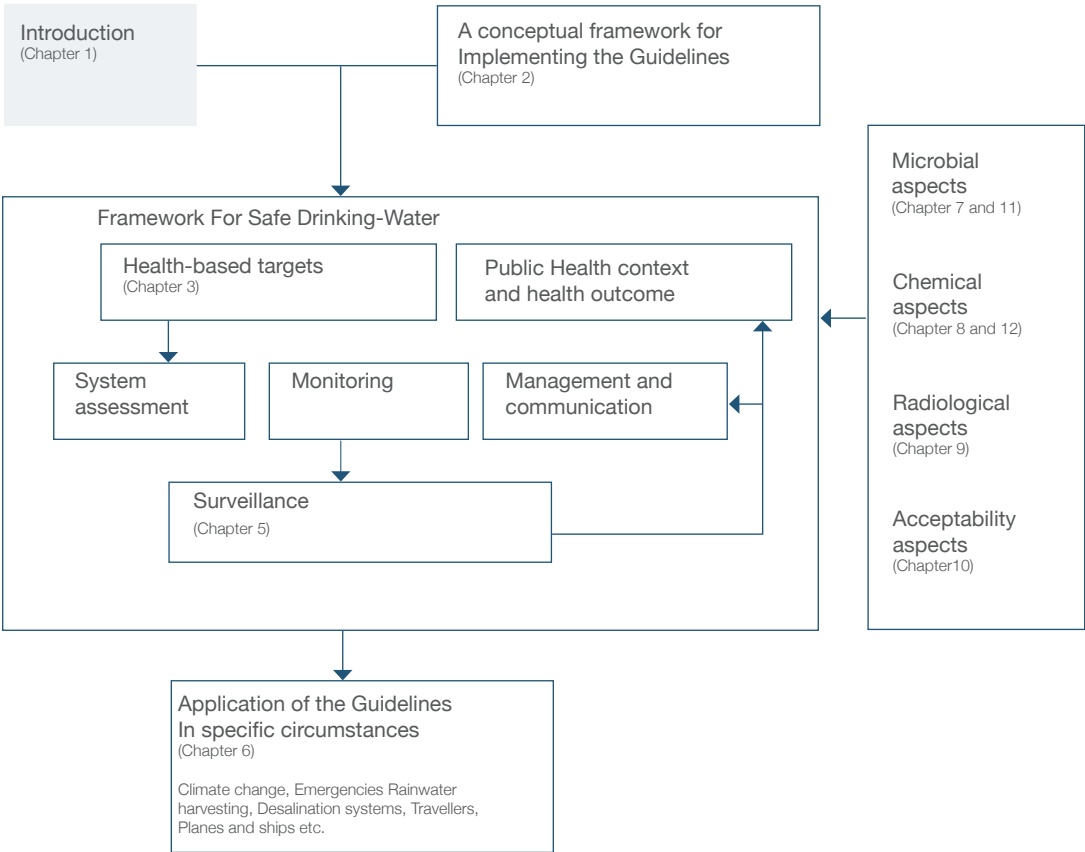 Introduction
(Chapter 1)
A conceptual framework for
Implementing the Guidelines
(Chapter 2)
Framework For Safe Drinking-Water
Health-based targets
(Chapter 3)
Public Health context
and health outcome
System
assessment
Monitoring
Management and
communication
Surveillance
(Chapter 5)
Microbial
aspects
(Chapter 7 and 11)
Chemical
aspects
(Chapter 8 and 12)
Radiological
aspects
(Chapter 9)
Acceptability
aspects
(Chapter10)
Application of the Guidelines
In specific circumstances
(Chapter 6)
Climate change, Emergencies Rainwater
harvesting, Desalination systems, Travellers,
Planes and ships etc.